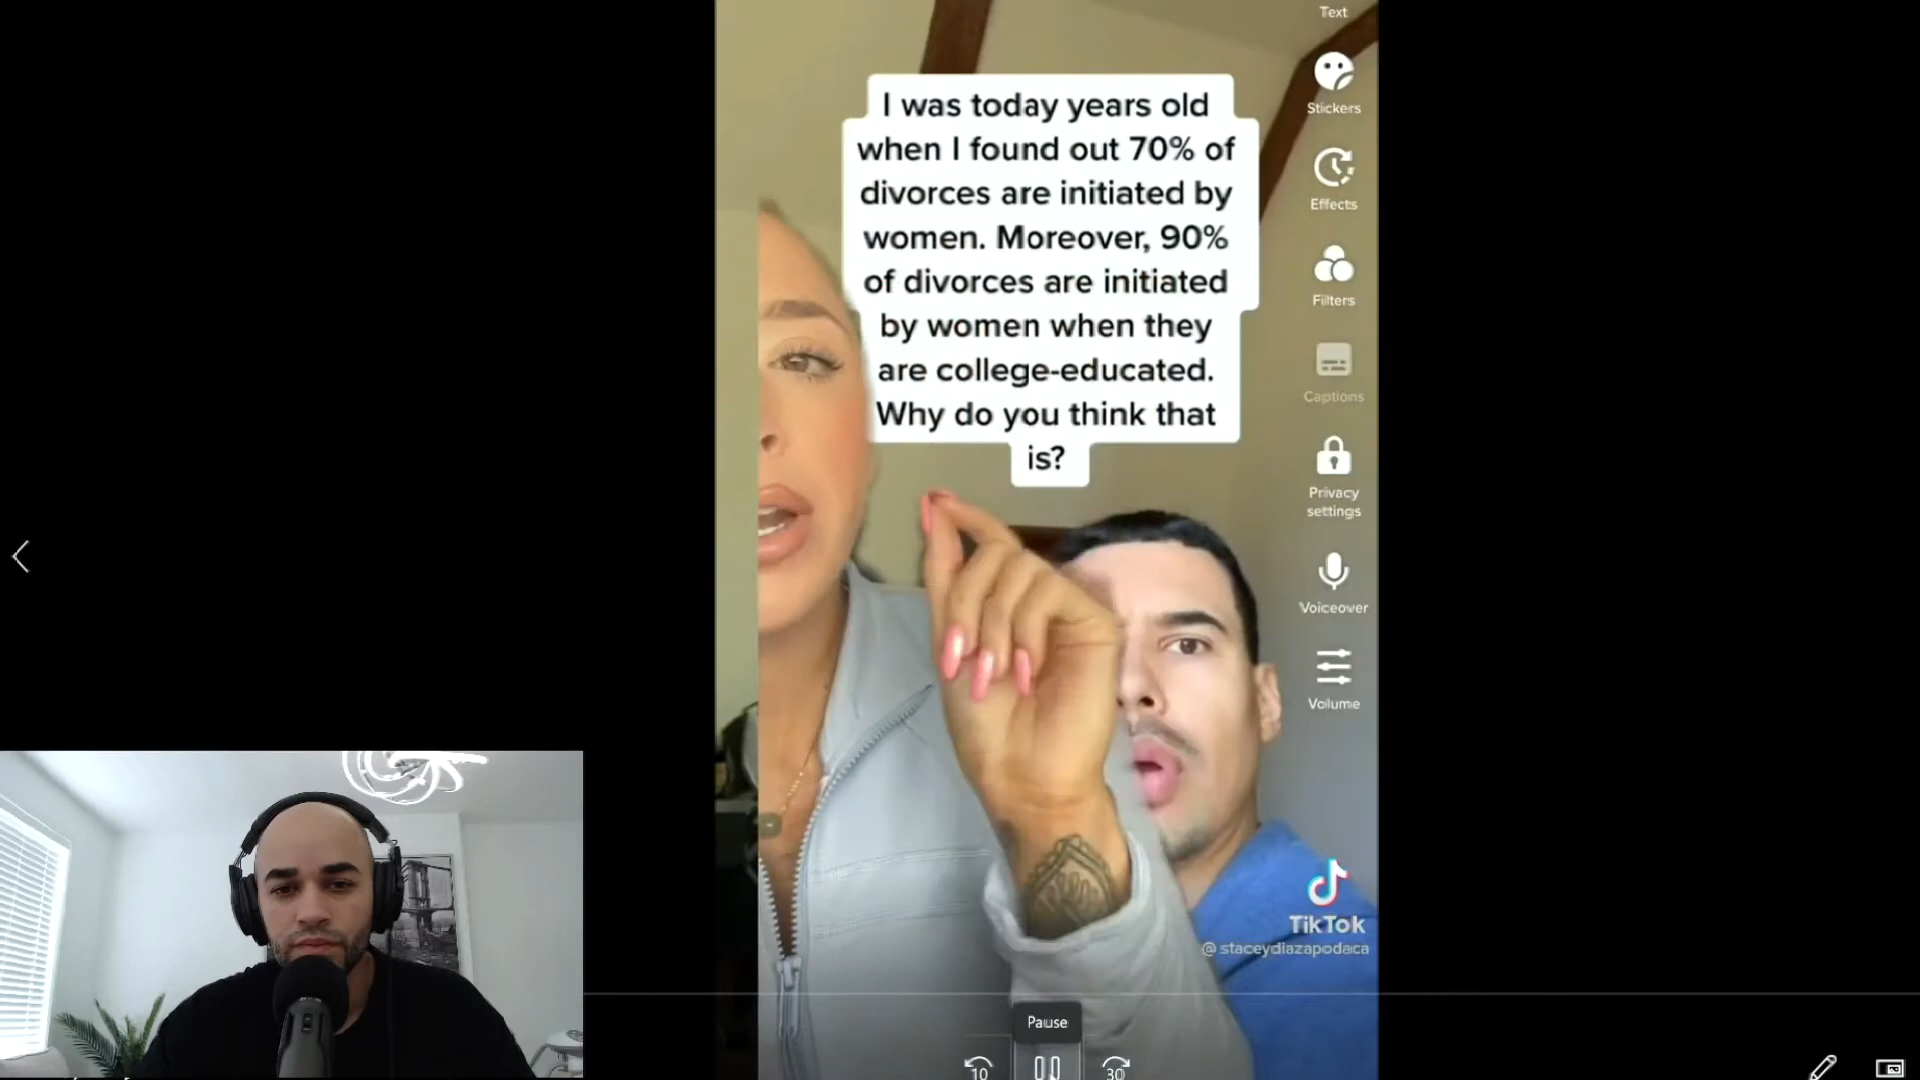 Text
I was today years old
when I found out 70% of
divorces are initiated by
women. Moreover, 90%
of divorces are initiated
by women when they
are college-educated.
Why do you think that
is?
Stickers
Effects
Filters
Captions
Privacy
settings
Voiceover
Volume
TikTok
@staceydiazapodaca
Pause
10
30